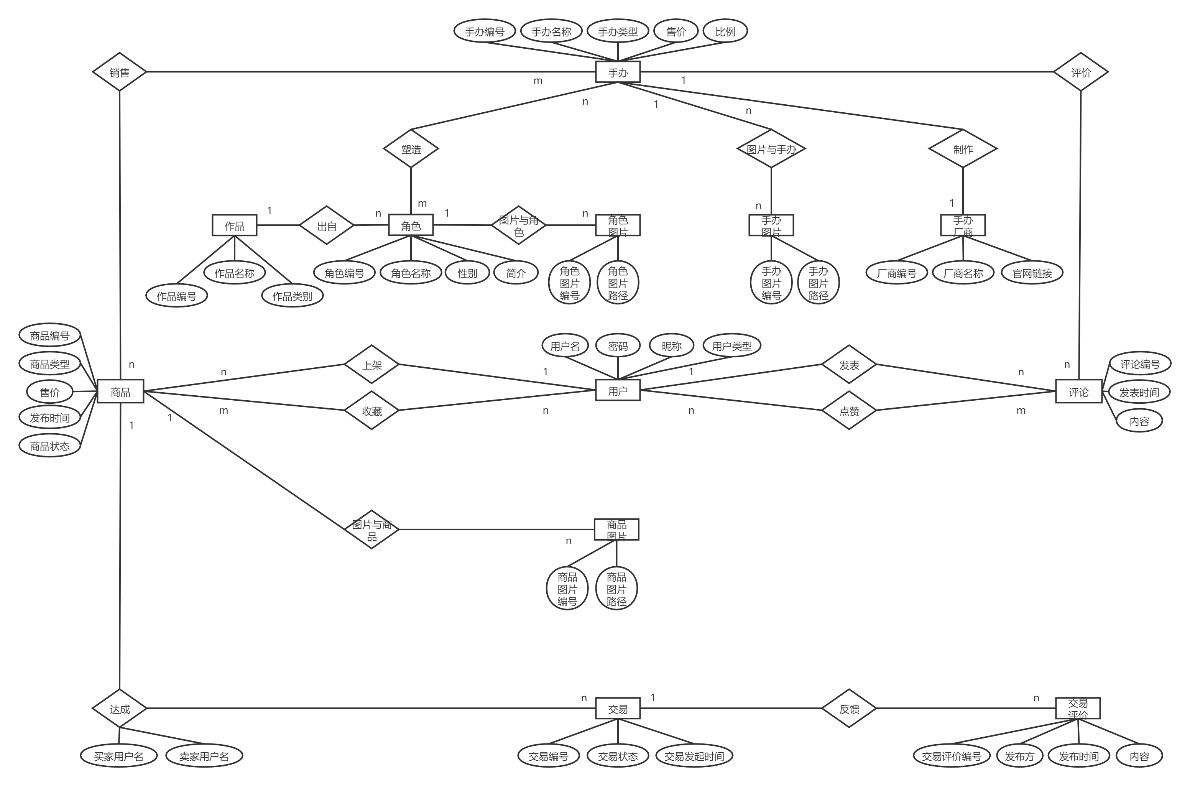 手办编号
手办名称
手办类型
售价
比例
销售
手办
评价
m
1
n
1
n
塑造
图片与手办
制作
m
n
1
作品
1
出自
n
角色
1
图片与角
色
n
角色
图片
手办
图片
手办
厂商
作品编号
作品名称
作品类别
角色编号
角色名称
性别
简介
角色
图片
编号
角色
图片
路径
手办
图片
编号
手办
图片
路径
厂商编号
厂商名称
官网链接
商品编号
商品类型
售价
发布时间
商品状态
n
商品
1
n
上架
1
m
收藏
n
1
用户名
密码
昵称
用户类型
用户
1
发表
n
n
点赞
m
n
评论
评论编号
发表时间
内容
图片与商
品
n
商品
图片
商品
图片
编号
商品
图片
路径
达成
买家用户名
卖家用户名
n
交易
1
交易编号
交易状态
交易发起时间
反馈
n
交易
评价
交易评价编号
发布方
发布时间
内容